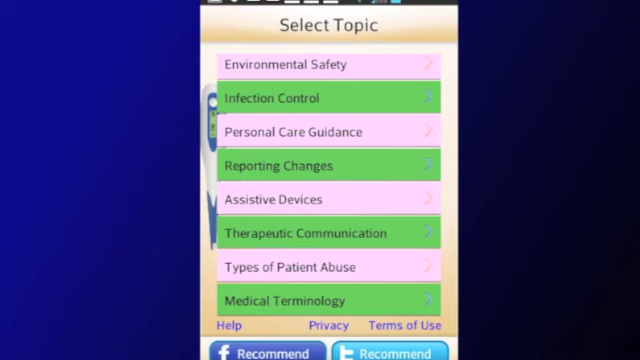 Select Topic
Environmental Safety
Infection Control
Personal Care Guidance
Reporting Changes
Assistive Devices
Therapeutic Communication
Types of Patient Abuse
Medical Terminology
Help Privacy Terms of Use
Recommend Recommend